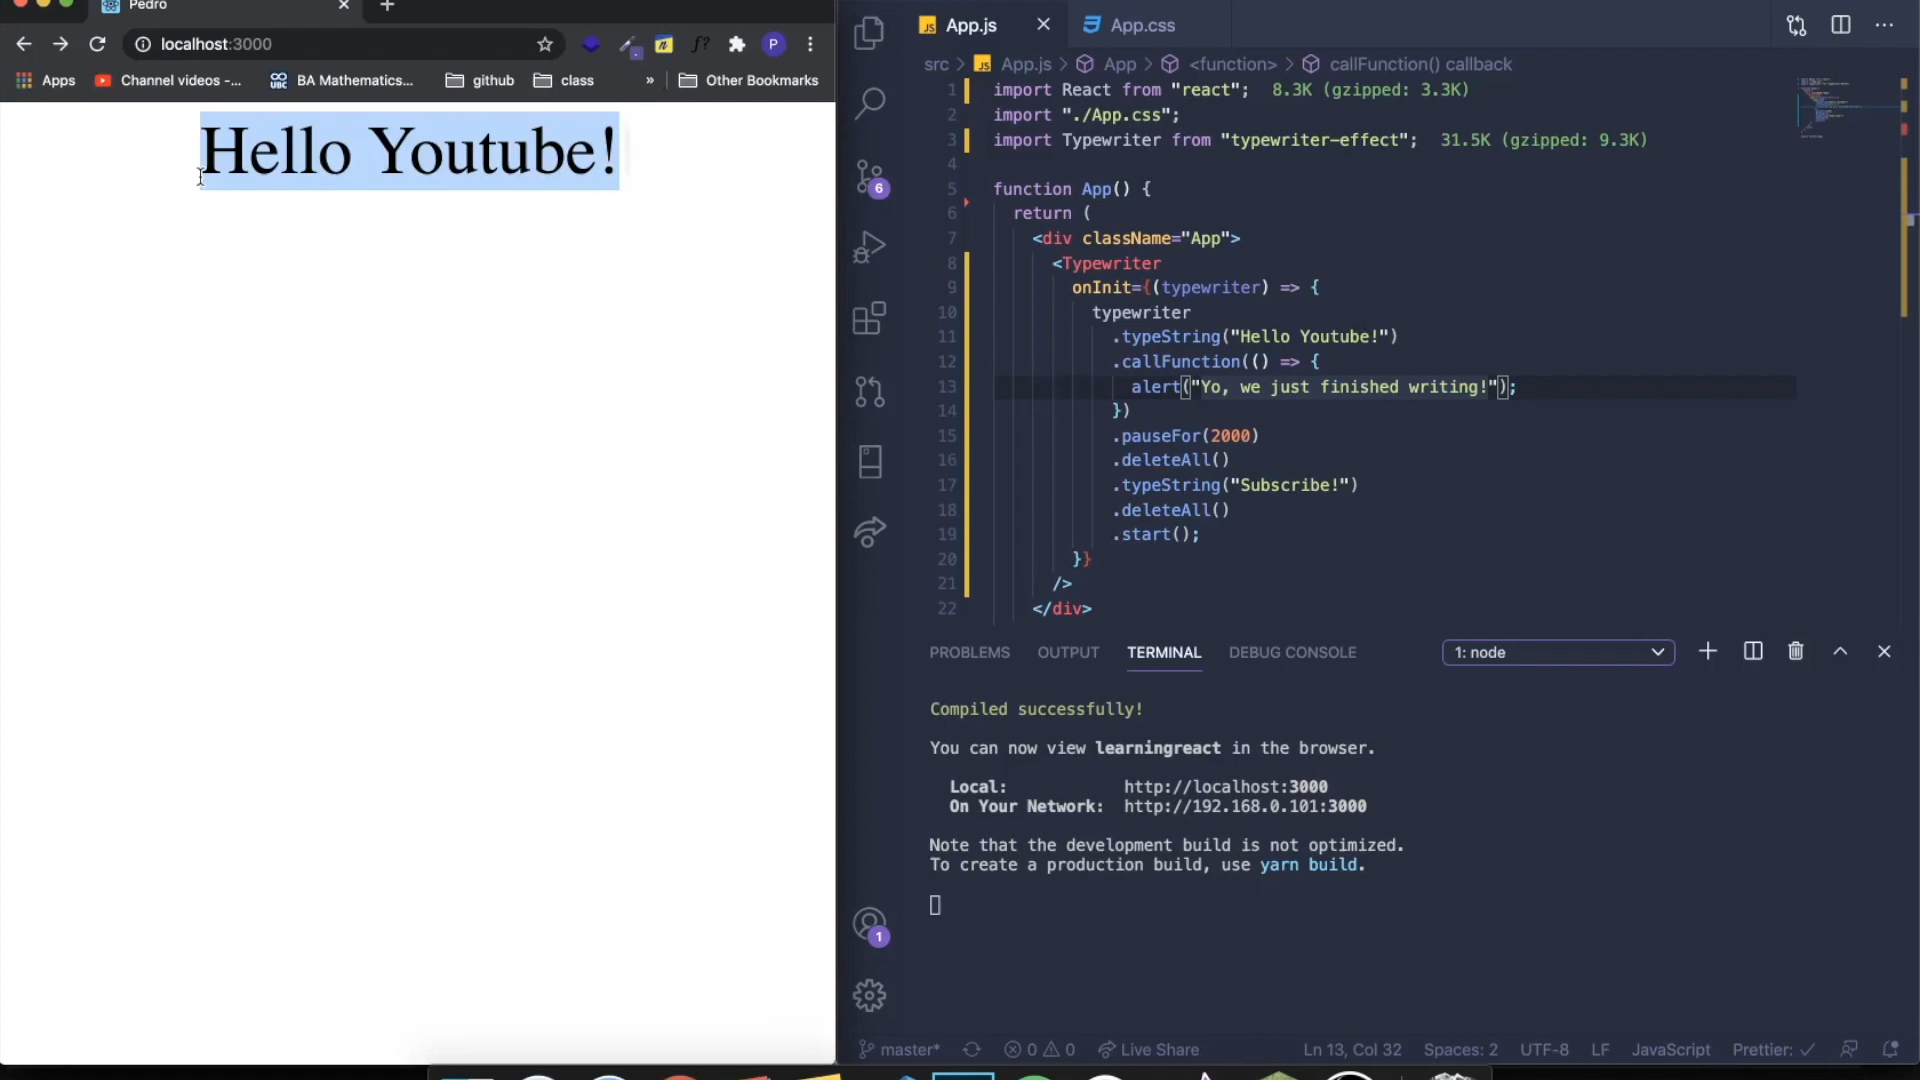 Pedro
localhost:3000
f?
P
Apps
Channel videos -...
UBC
BA Mathematics...
github
class
»
Other Bookmarks
Hello Youtube!
JS App.js
App.css
src > JS App.js > App > <function> > callFunction() callback
1 import React from "react"; 8.3K (gzipped: 3.3K)
2 import "./App.css";
3 import Typewriter from "typewriter-effect"; 31.5K (gzipped: 9.3K)
4
5 function App() {
6 return (
7 <div className="App">
8 <Typewriter
9 onInit={(typewriter) => {
10 typewriter
11 .typeString("Hello Youtube!")
12 .callFunction(() => {
13 alert("Yo, we just finished writing!");
14 })
15 .pauseFor(2000)
16 .deleteAll()
17 .typeString("Subscribe!")
18 .deleteAll()
19 .start();
20 }}
21 />
22 </div>
6
1
PROBLEMS OUTPUT TERMINAL DEBUG CONSOLE
1: node
Compiled successfully!
You can now view learningreact in the browser.
Local: http://localhost:3000
On Your Network: http://192.168.0.101:3000
Note that the development build is not optimized.
To create a production build, use yarn build.
master* 0 0 Live Share Ln 13, Col 32 Spaces: 2 UTF-8 LF JavaScript Prettier: ✓